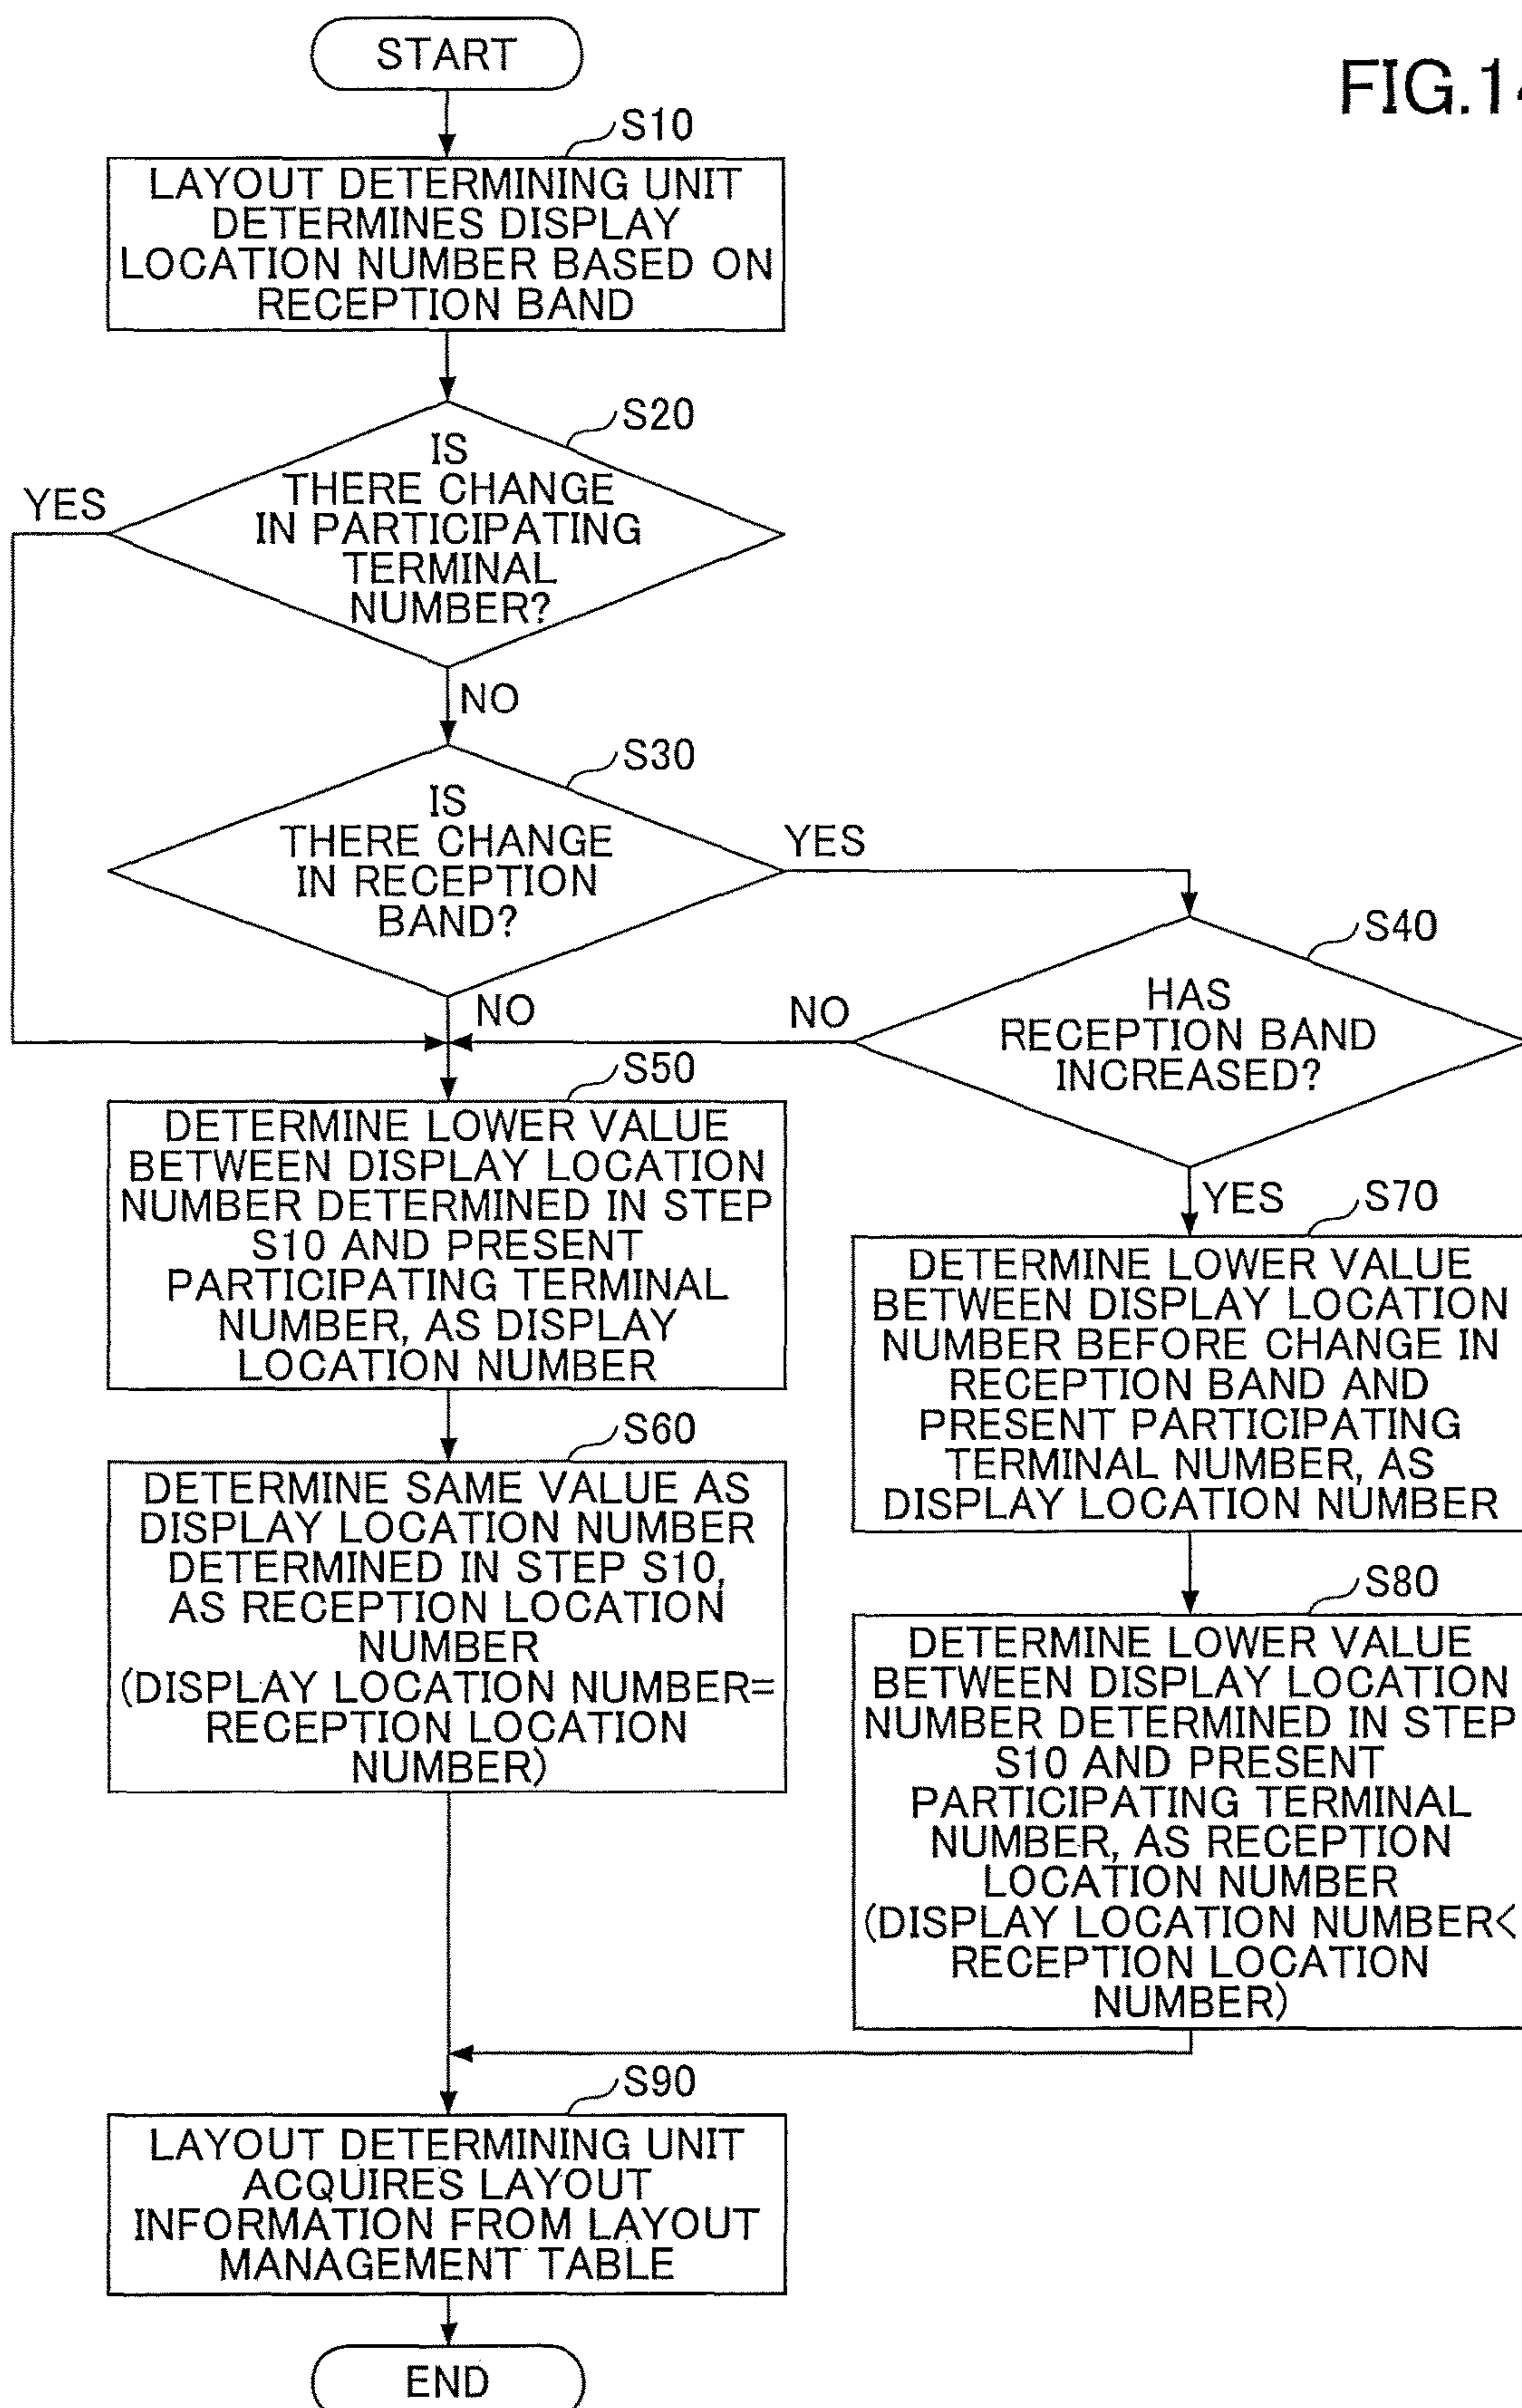 START
FIG.14
S10
LAYOUT DETERMINING UNIT
DETERMINES DISPLAY
LOCATION NUMBER BASED ON
RECEPTION BAND
S20
IS
THERE CHANGE
IN PARTICIPATING
TERMINAL
NUMBER?
YES
NO
S30
IS
THERE CHANGE
IN RECEPTION
BAND?
YES
NO
S40
HAS
RECEPTION BAND
INCREASED?
NO
YES
S50
DETERMINE LOWER VALUE
BETWEEN DISPLAY LOCATION
NUMBER DETERMINED IN STEP
S10 AND PRESENT
PARTICIPATING TERMINAL
NUMBER, AS DISPLAY
LOCATION NUMBER
S60
DETERMINE SAME VALUE AS
DISPLAY LOCATION NUMBER
DETERMINED IN STEP S10,
AS RECEPTION LOCATION
NUMBER
(DISPLAY LOCATION NUMBER=
RECEPTION LOCATION
NUMBER)
S70
DETERMINE LOWER VALUE
BETWEEN DISPLAY LOCATION
NUMBER BEFORE CHANGE IN
RECEPTION BAND AND
PRESENT PARTICIPATING
TERMINAL NUMBER, AS
DISPLAY LOCATION NUMBER
S80
DETERMINE LOWER VALUE
BETWEEN DISPLAY LOCATION
NUMBER DETERMINED IN STEP
S10 AND PRESENT
PARTICIPATING TERMINAL
NUMBER, AS RECEPTION
LOCATION NUMBER
(DISPLAY LOCATION NUMBER<
RECEPTION LOCATION
NUMBER)
S90
LAYOUT DETERMINING UNIT
ACQUIRES LAYOUT
INFORMATION FROM LAYOUT
MANAGEMENT TABLE
END